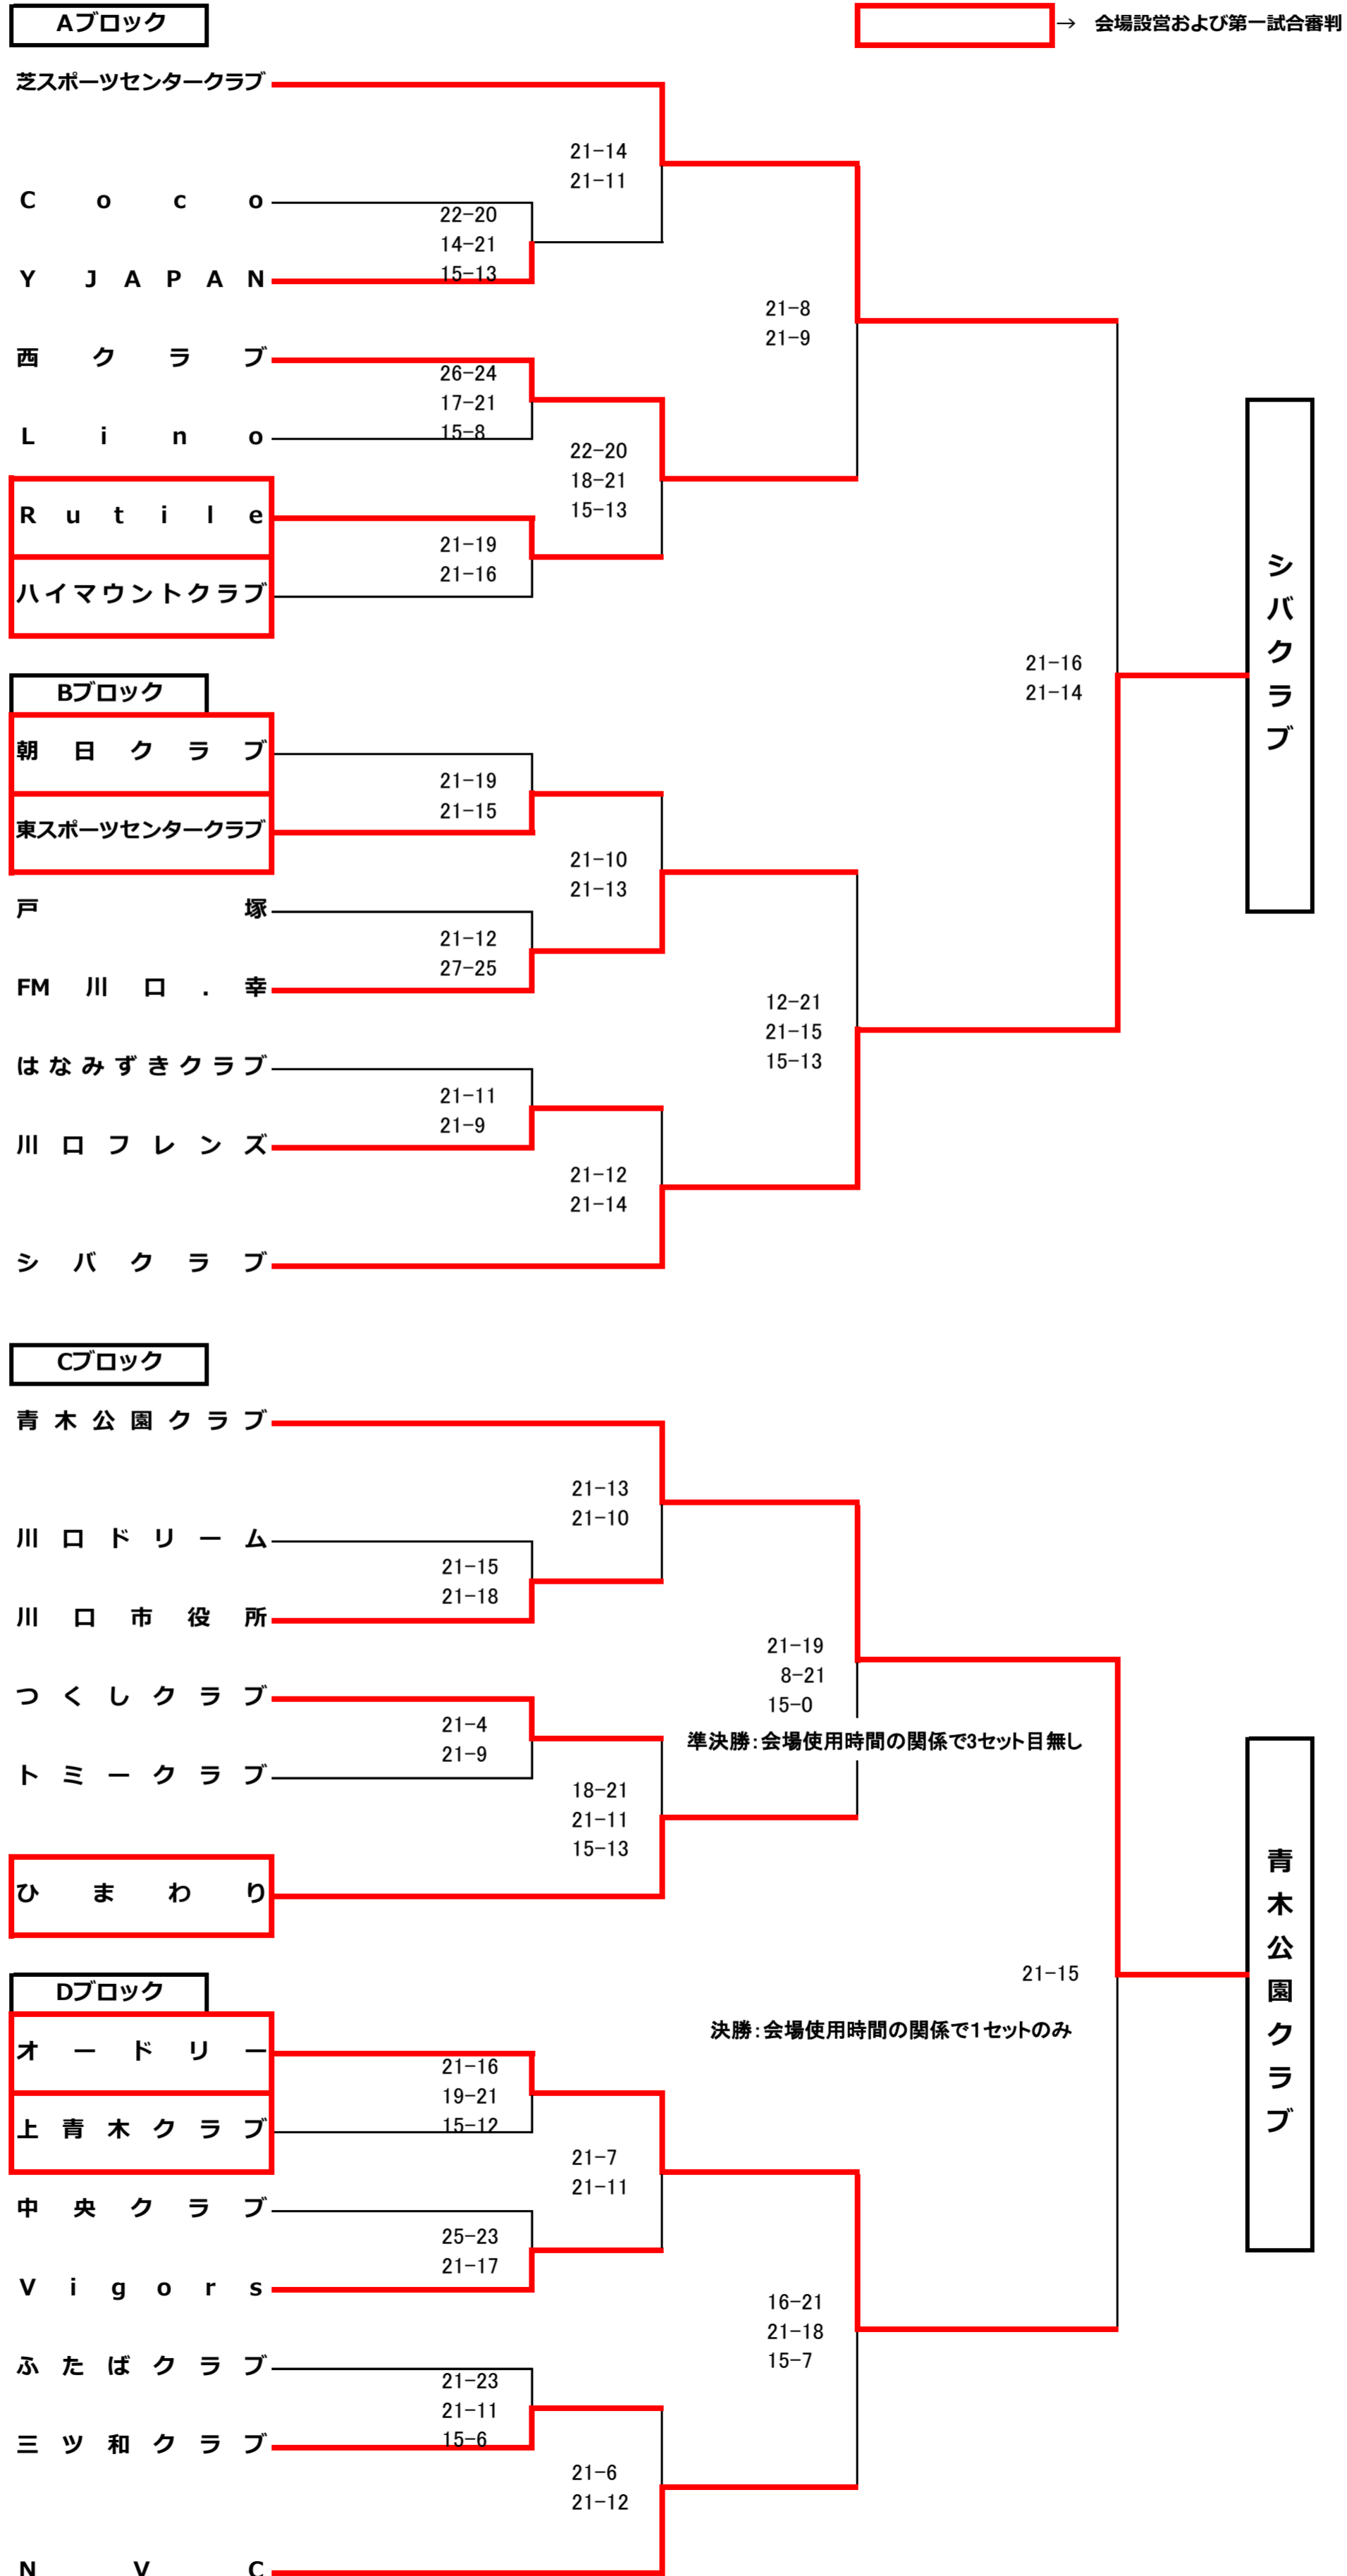 Aブロック
→ 会場設営および第一試合審判
芝スポーツセンタークラブ
21-14
21-11
Coco
22-20
14-21
15-13
Y JAPAN
21-8
21-9
西クラブ
26-24
17-21
15-8
Lino
22-20
18-21
15-13
Rutile
21-19
21-16
ハイマウントクラブ
シバクラブ
21-16
21-14
Bブロック
朝日クラブ
21-19
21-15
東スポーツセンタークラブ
21-10
21-13
戸塚
21-12
27-25
FM川口.幸
12-21
21-15
15-13
はなみずきクラブ
21-11
21-9
川口フレンズ
21-12
21-14
シバクラブ
Cブロック
青木公園クラブ
21-13
21-10
川口ドリーム
21-15
21-18
川口市役所
21-19
8-21
15-0
準決勝：会場使用時間の関係で3セット目無し
つくしクラブ
21-4
21-9
トミークラブ
18-21
21-11
15-13
ひまわり
青木公園クラブ
21-15
決勝：会場使用時間の関係で1セットのみ
Dブロック
オードリー
21-16
19-21
15-12
上青木クラブ
21-7
21-11
中央クラブ
25-23
21-17
Vigors
16-21
21-18
15-7
ふたばクラブ
21-23
21-11
15-6
三ツ和クラブ
21-6
21-12
NVC